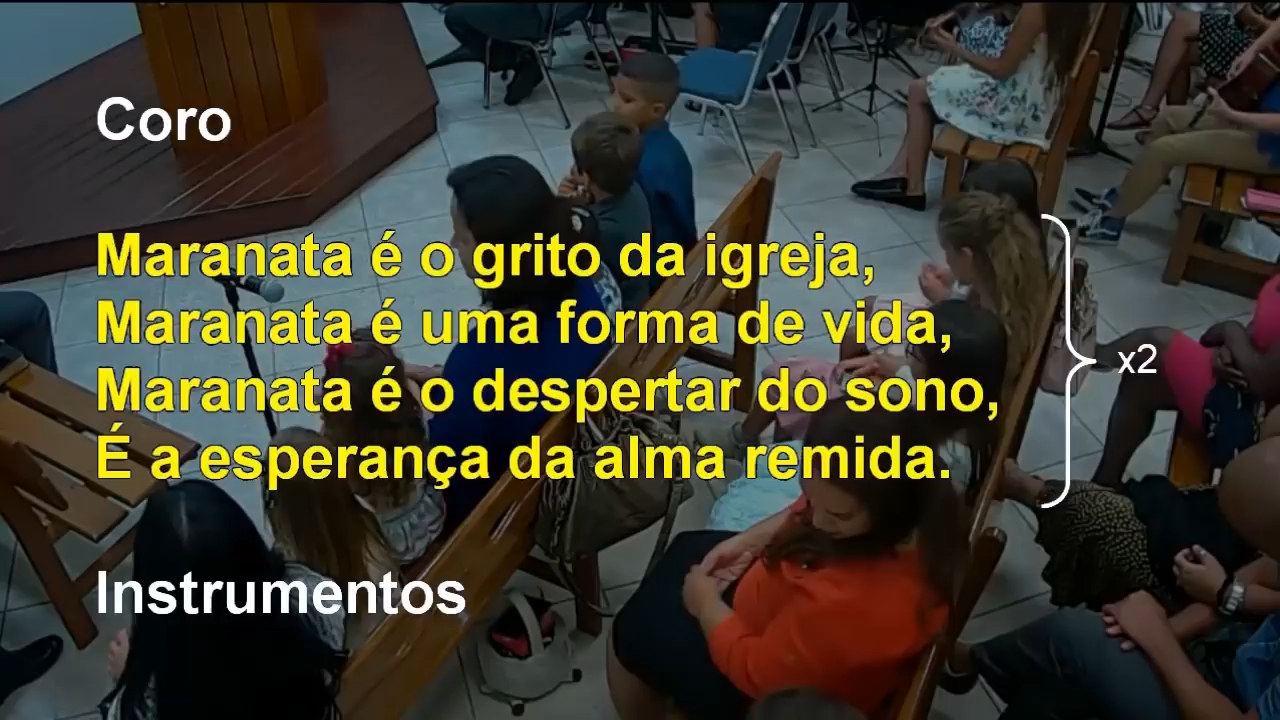 Coro
Maranata é o grito da igreja,
Maranata é uma forma de vida,
Maranata é o despertar do sono,
É a esperança da alma remida.
x2
Instrumentos